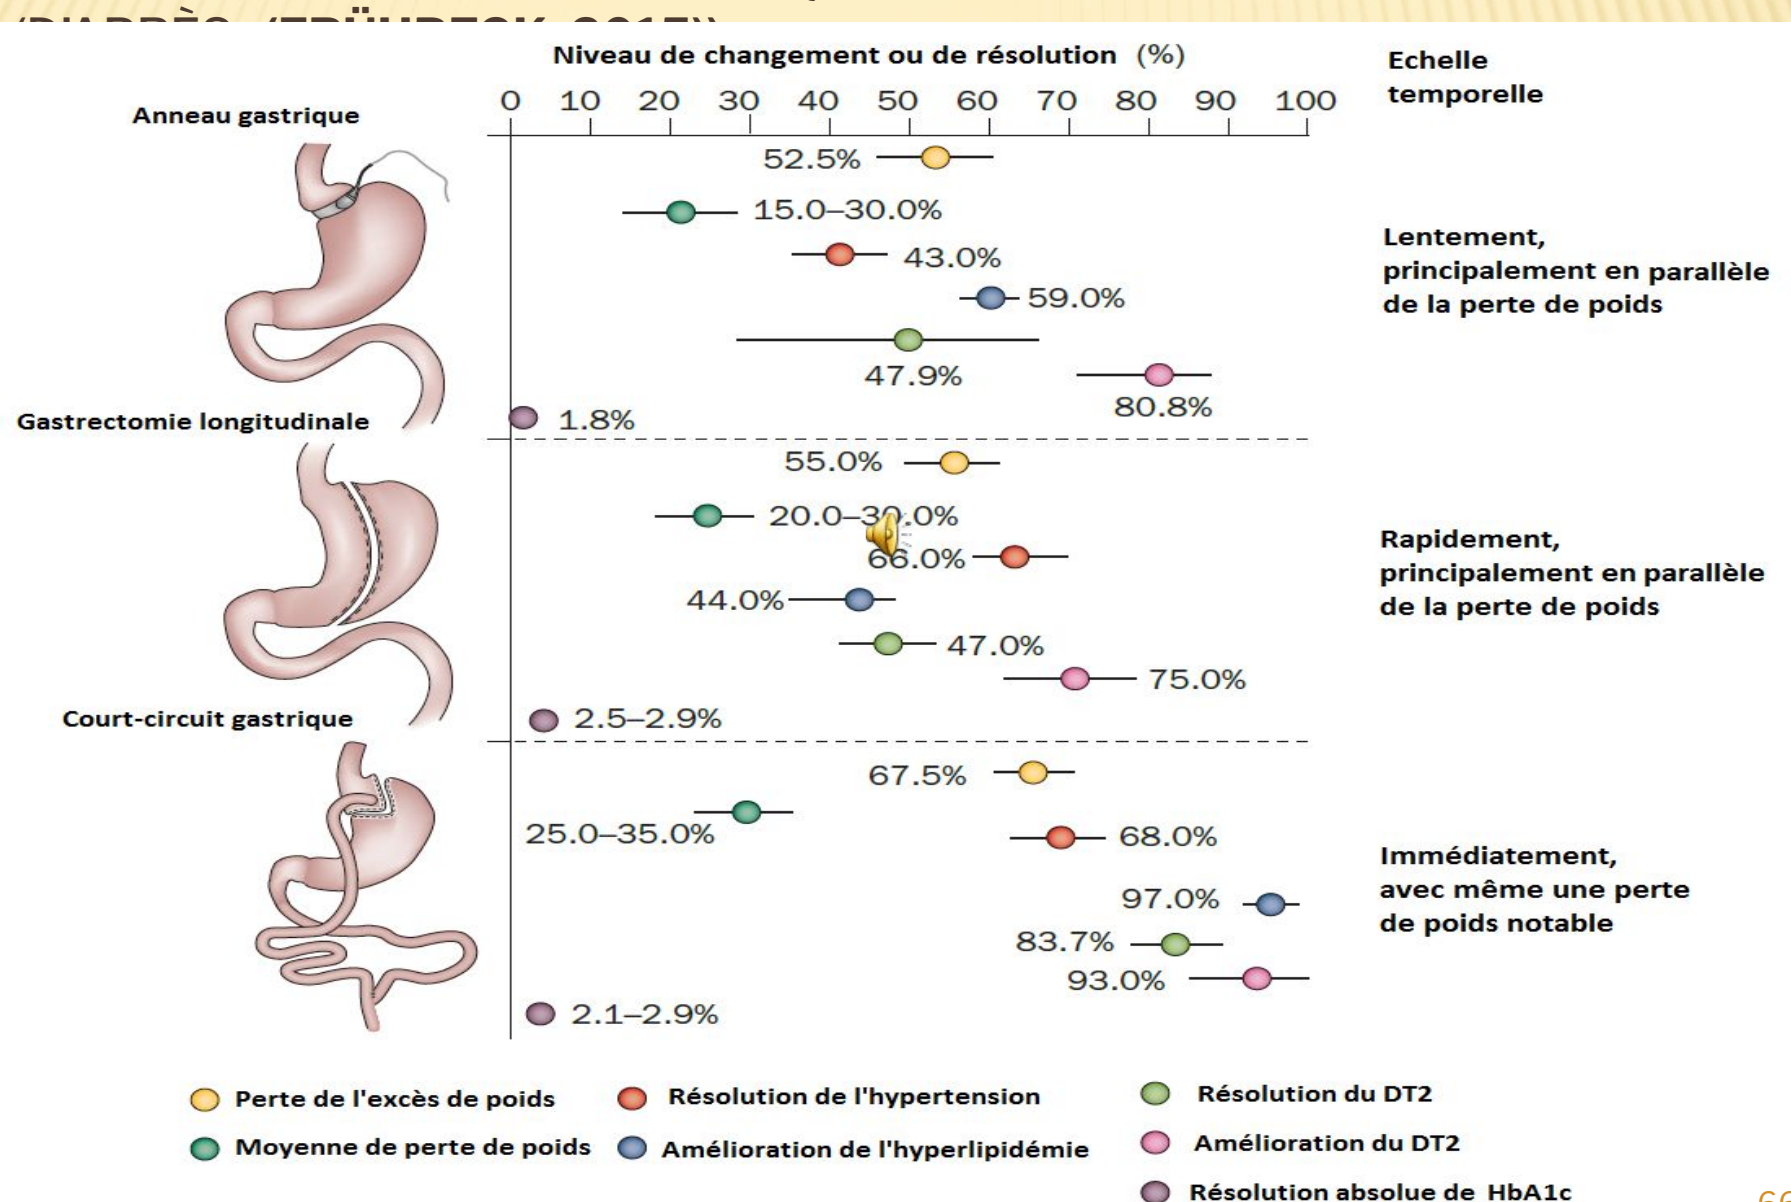 Niveau de changement ou de résolution (%)
Echelle
temporelle
0 10 20 30 40 50 60 70 80 90 100
Anneau gastrique
52.5%
15.0–30.0%
43.0%
59.0%
47.9%
80.8%
1.8%
Lentement,
principalement en parallèle
de la perte de poids
Gastrectomie longitudinale
55.0%
20.0–30.0%
66.0%
44.0%
47.0%
75.0%
2.5–2.9%
Rapidement,
principalement en parallèle
de la perte de poids
Court-circuit gastrique
67.5%
25.0–35.0%
68.0%
97.0%
83.7%
93.0%
2.1–2.9%
Immédiatement,
avec même une perte
de poids notable
Perte de l'excès de poids
Résolution de l'hypertension
Résolution du DT2
Moyenne de perte de poids
Amélioration de l'hyperlipidémie
Amélioration du DT2
Résolution absolue de HbA1c